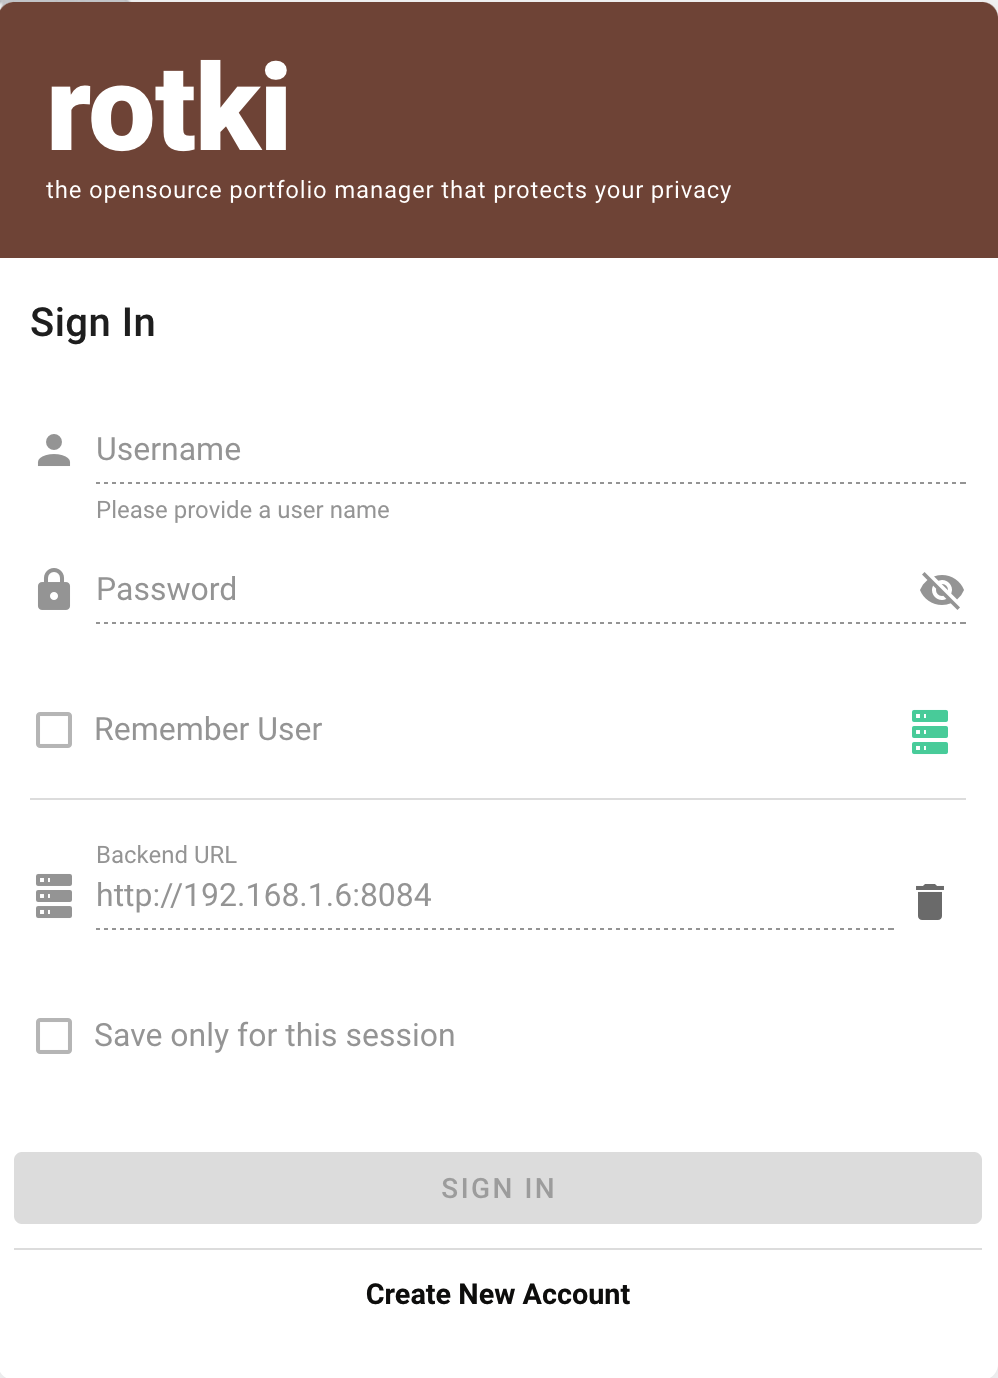 rotki
the opensource portfolio manager that protects your privacy
Sign In
Username
Please provide a user name
Password
Remember User
Backend URL
http://192.168.1.6:8084
Save only for this session
SIGN IN
Create New Account